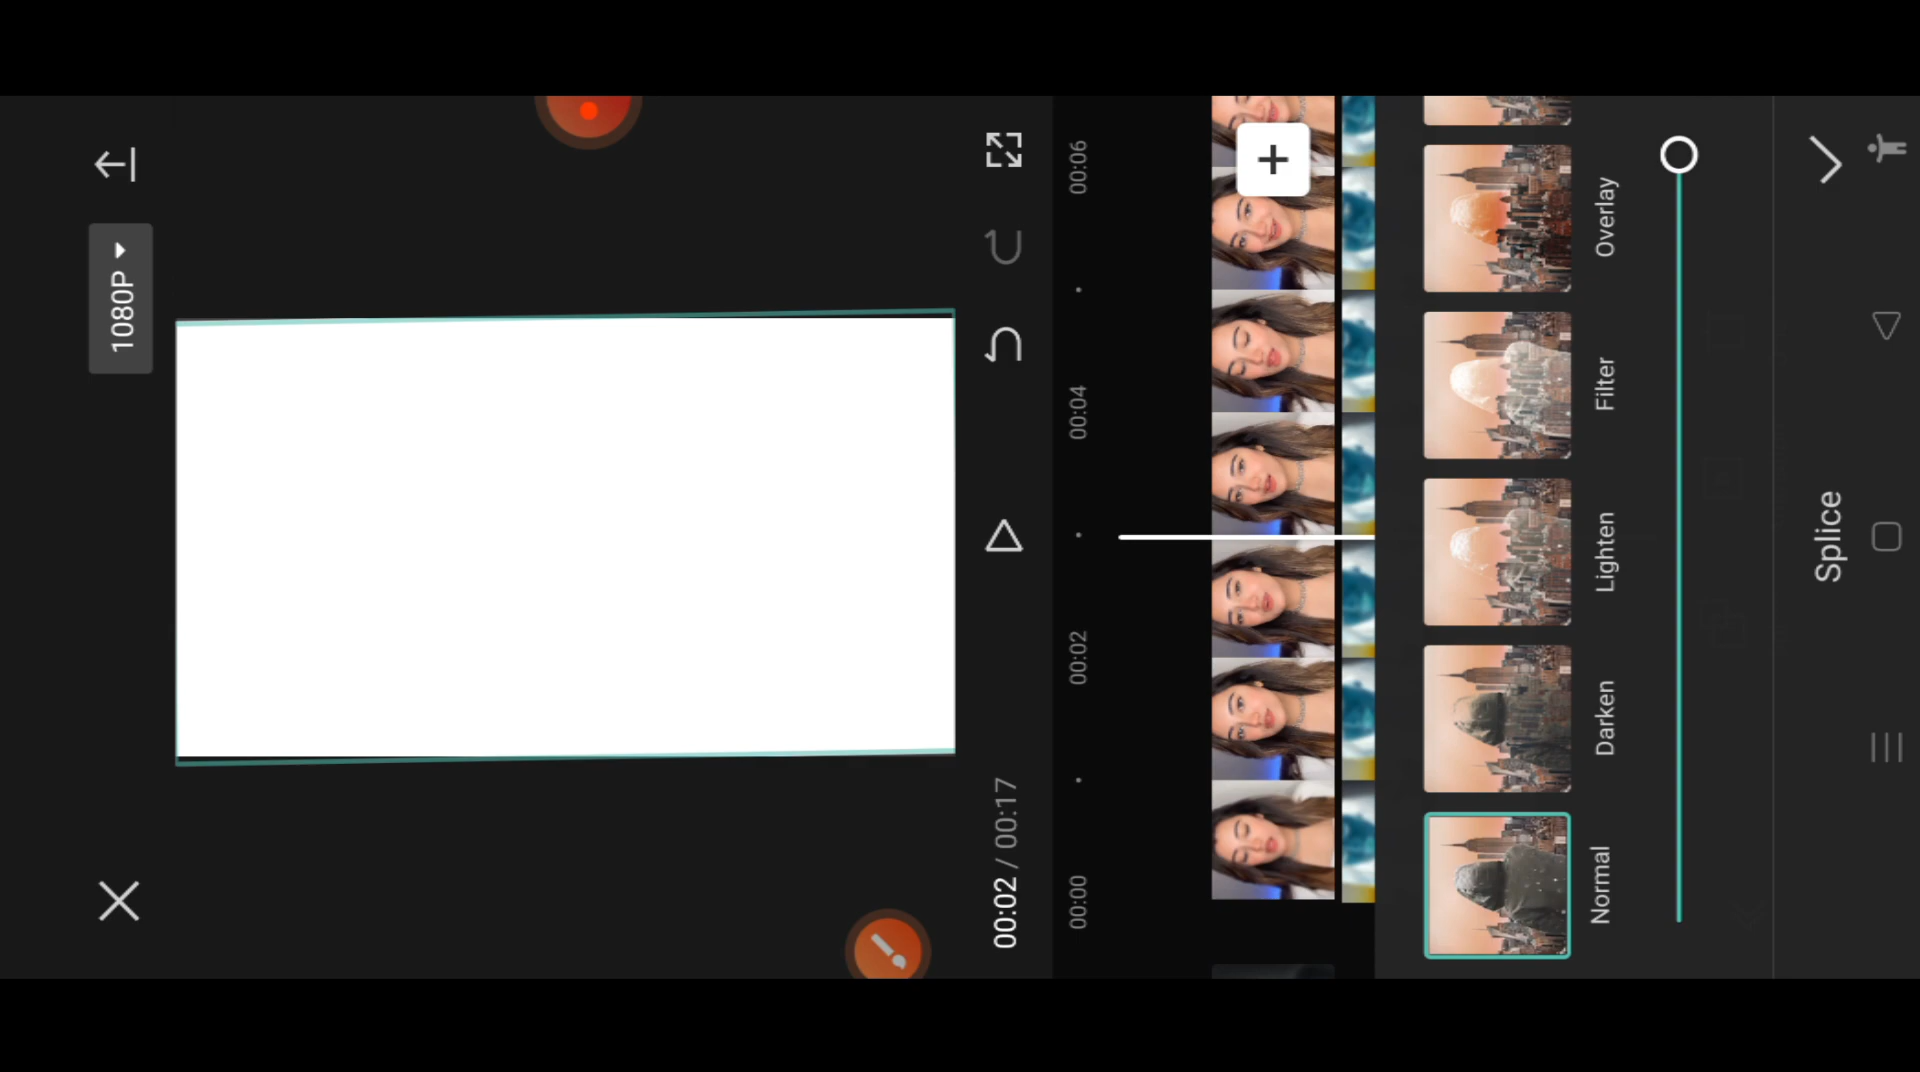 1080P
00:02 / 00:17
00:00
00:02
00:04
00:06
Normal
Darken
Lighten
Filter
Overlay
Splice